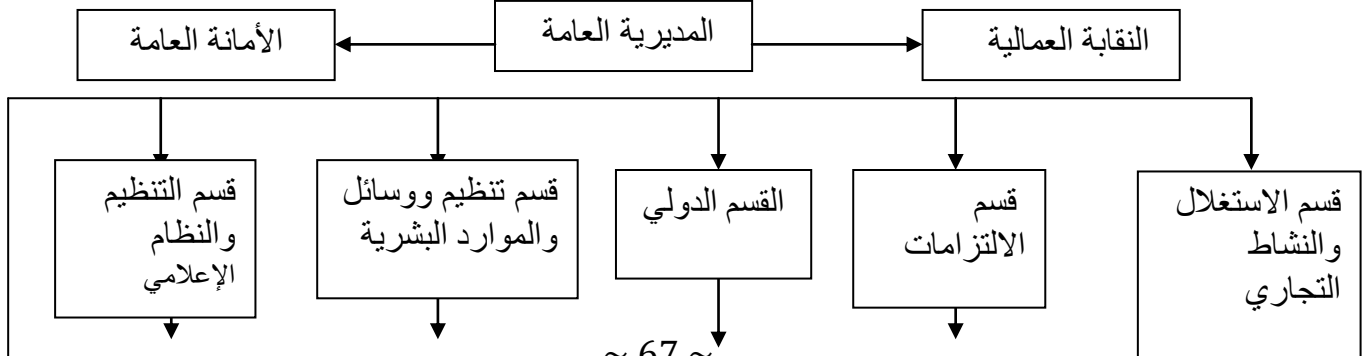 النقابة العمالية
المديرية العامة
الأمانة العامة
قسم الاستغلال
والنشاط
التجاري
قسم
الالتزامات
القسم الدولي
قسم تنظيم ووسائل
والموارد البشرية
قسم التنظيم
والنظام
الإعلامي
~ 67 ~